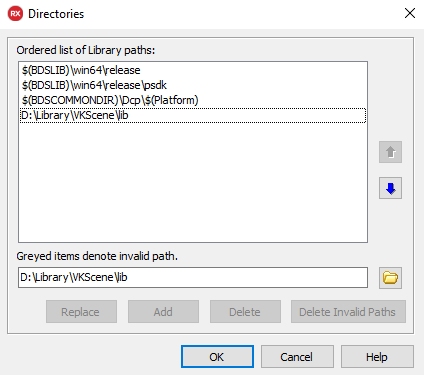 RX Directories
Ordered list of Library paths:
$(BDSLIB)\win64\release
$(BDSLIB)\win64\release\psdk
$(BDSCOMMONDIR)\Dcp\$(Platform)
D:\Library\VKScene\lib
Greyed items denote invalid path.
D:\Library\VKScene\lib
Replace Add Delete Delete Invalid Paths
OK Cancel Help